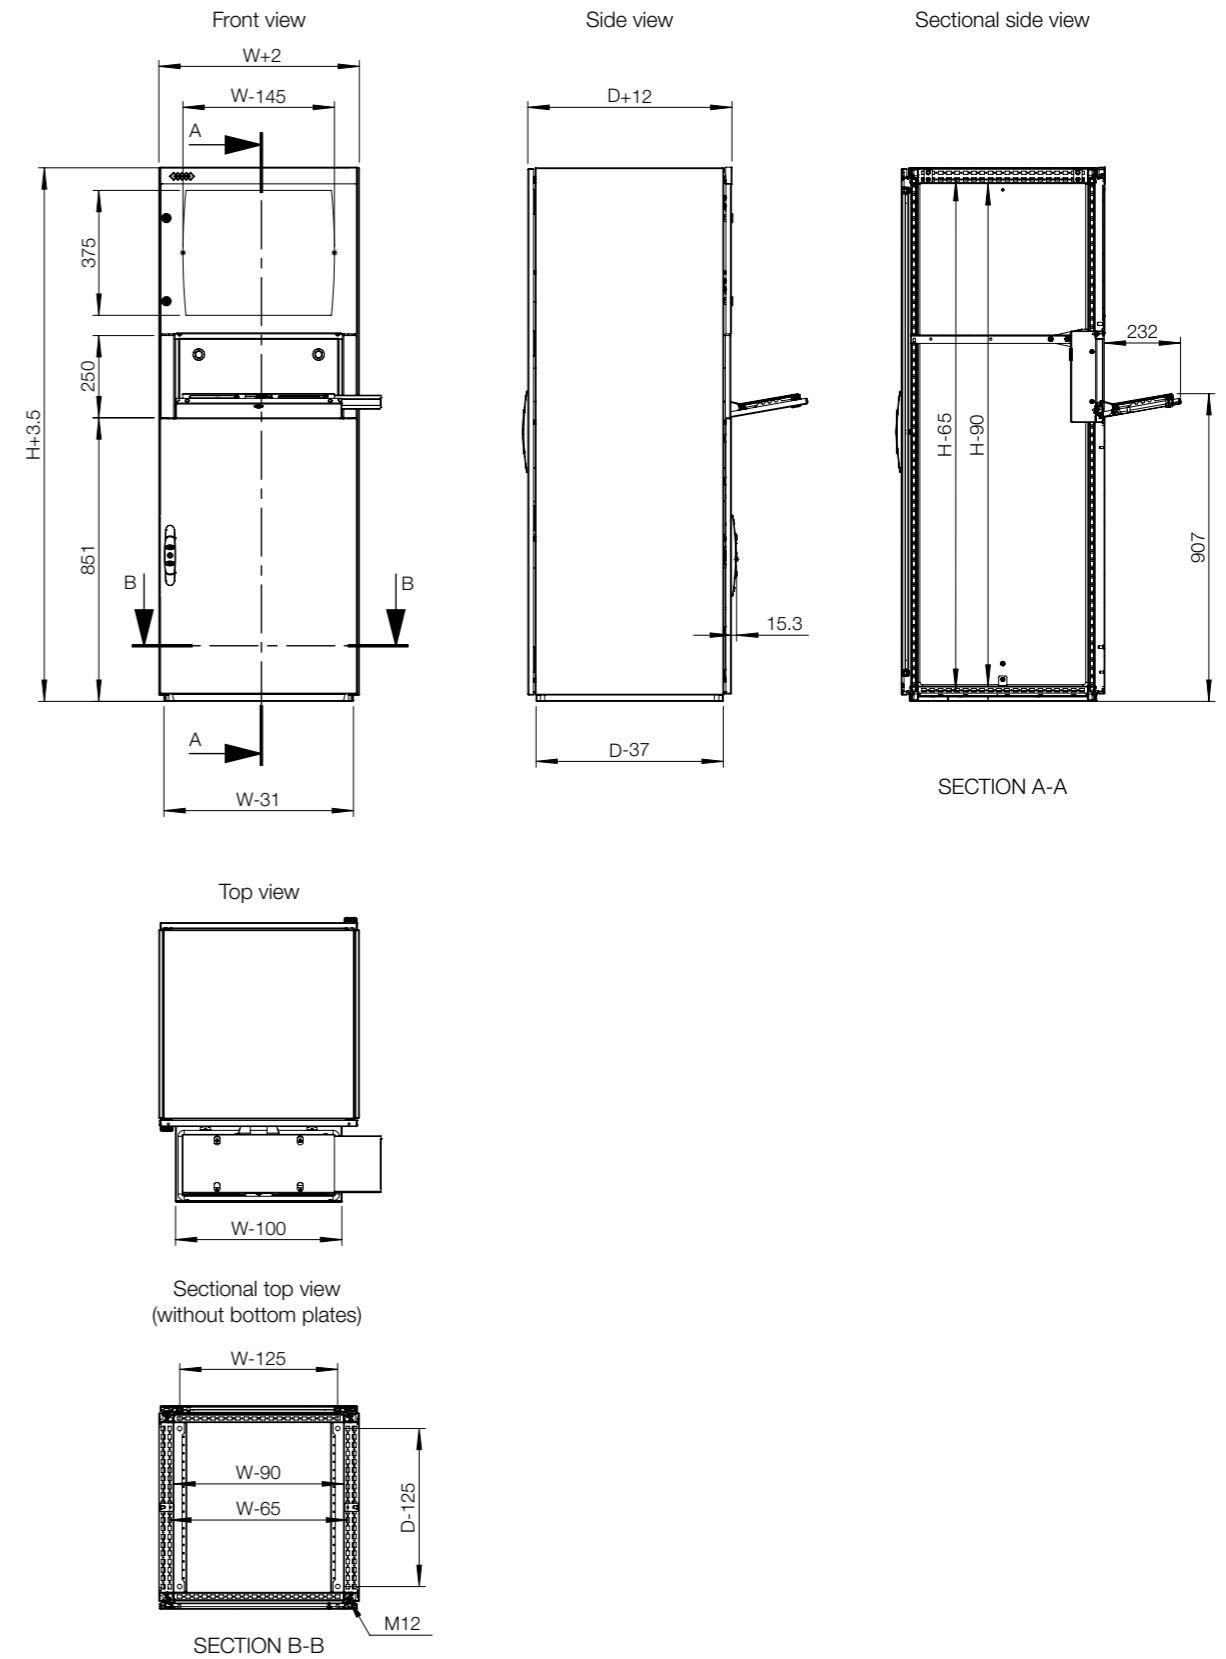 Front view
Side view
Sectional side view
W+2
W-145
D+12
A
375
250
232
H+3.5
H-65
H-90
851
907
B
B
15.3
A
D-37
W-31
SECTION A-A
Top view
W-100
Sectional top view
(without bottom plates)
W-125
W-90
W-65
D-125
M12
SECTION B-B